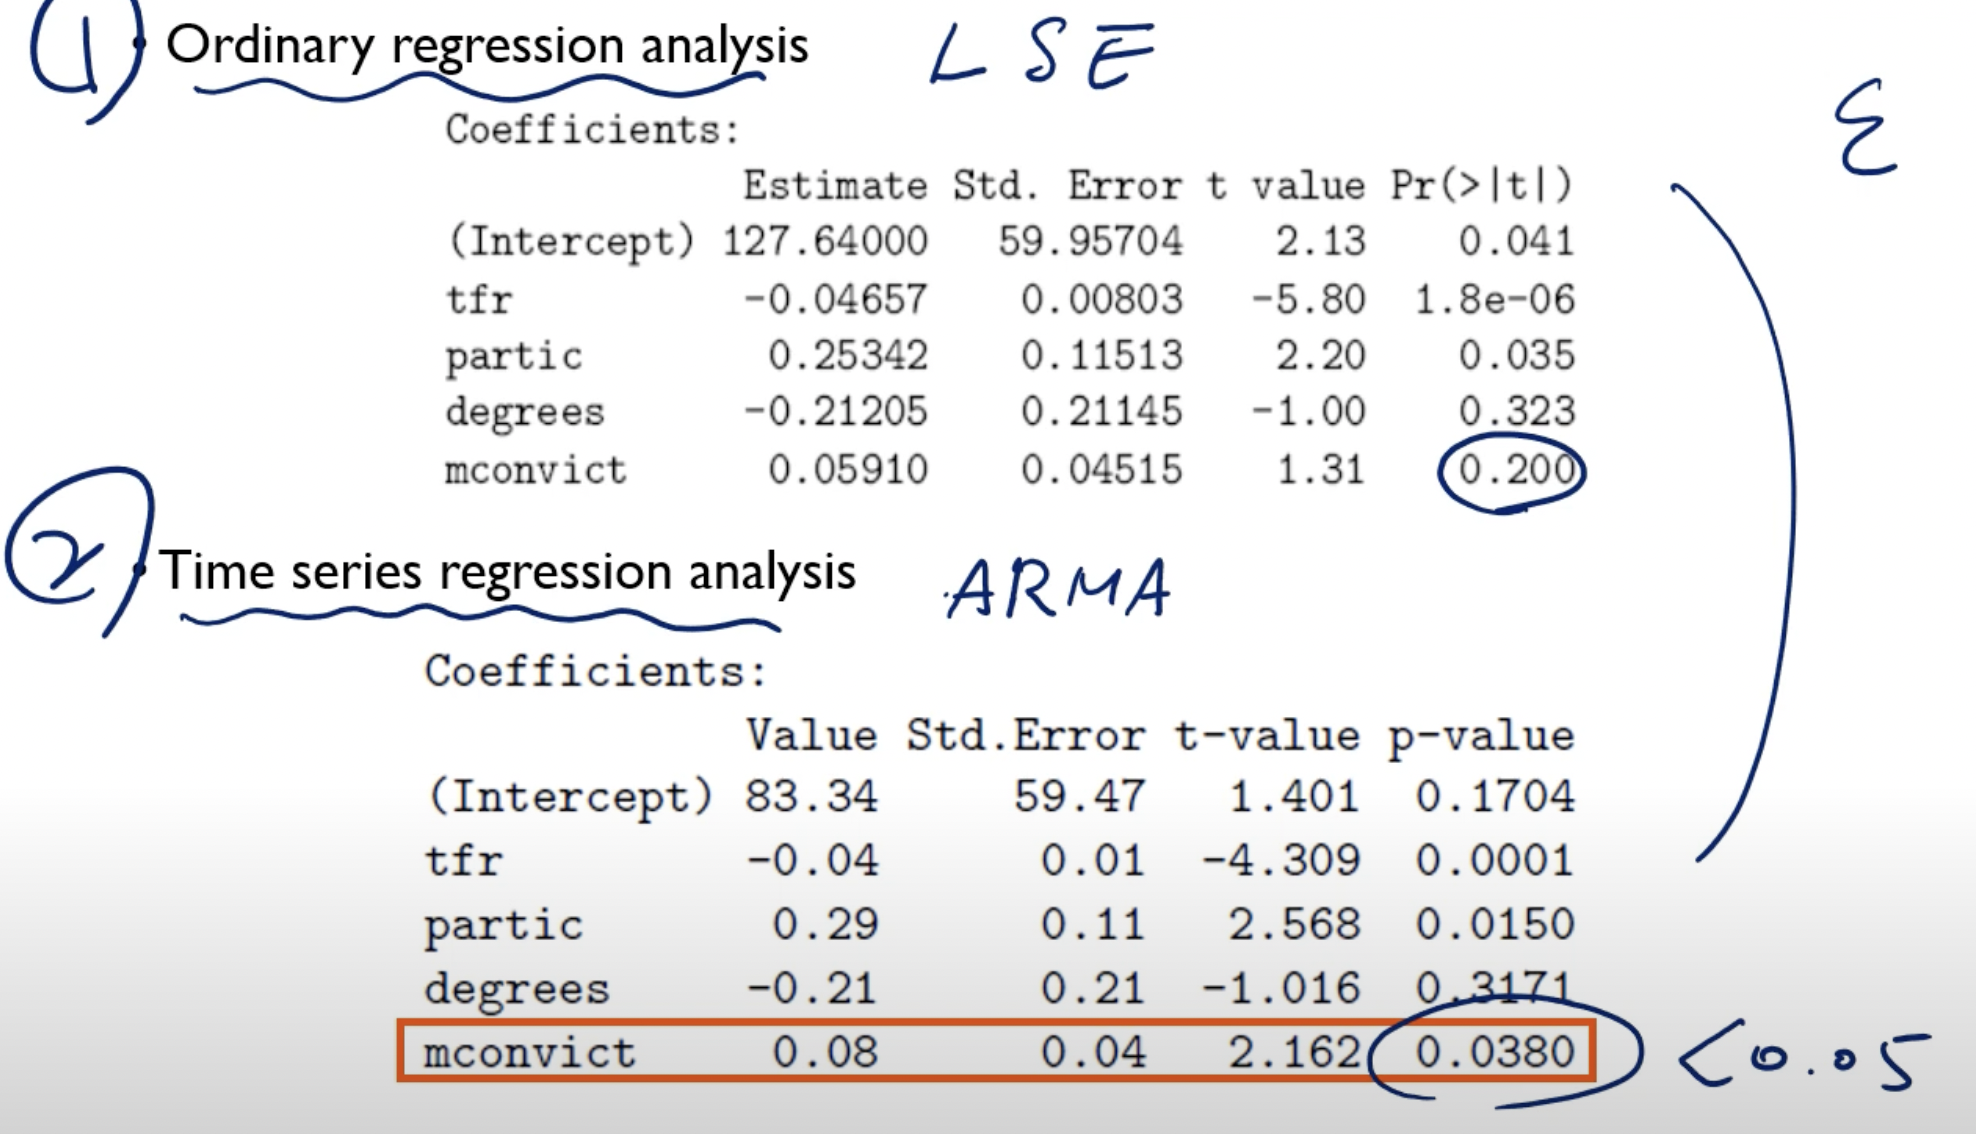 ① • Ordinary regression analysis LSE
ε
Coefficients:
Estimate Std. Error t value Pr(>|t|)
(Intercept) 127.64000 59.95704 2.13 0.041
tfr -0.04657 0.00803 -5.80 1.8e-06
partic 0.25342 0.11513 2.20 0.035
degrees -0.21205 0.21145 -1.00 0.323
mconvict 0.05910 0.04515 1.31 0.200
② • Time series regression analysis ARMA
Coefficients:
Value Std.Error t-value p-value
(Intercept) 83.34 59.47 1.401 0.1704
tfr -0.04 0.01 -4.309 0.0001
partic 0.29 0.11 2.568 0.0150
degrees -0.21 0.21 -1.016 0.3171
mconvict 0.08 0.04 2.162 0.0380 <0.05